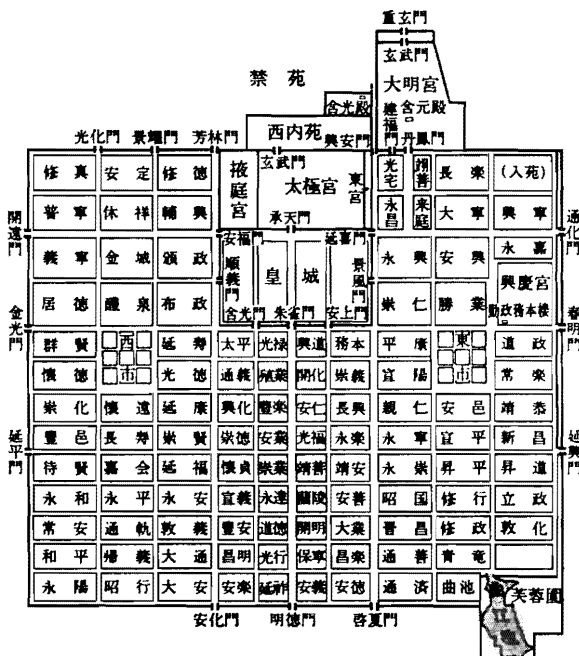 重玄門
玄武門
大明宮
禁苑
含光殿
建福門
含元殿
丹鳳門
西内苑
興安門
光化門 景耀門 芳林門
玄武門
掖庭宮
太極宮
東宮
承天門
安福門
延喜門
順義門
景風門
皇城
含光門 朱雀門 安上門
興慶宮
勤政務本楼
開遠門
金光門
延平門
通化門
春明門
延興門
修真 安定 修徳 光宅 翊善 長楽 (入苑)
普寧 休祥 輔興 永昌 来庭 大寧 興寧
永嘉
義寧 金城 頒政 永興 安興
居徳 醴泉 布政 崇仁 勝業
群賢 西市 延寿 太平 光禄 興道 務本 平康 東市 道政
懐徳 光徳 通義 殖業 開化 崇義 宣陽 常楽
崇化 懐遠 延康 興化 豊楽 安仁 長興 親仁 安邑 靖恭
豊邑 長寿 崇賢 崇徳 安業 光福 永楽 永寧 宣平 新昌
待賢 嘉会 延福 懐貞 崇業 靖善 靖安 永崇 昇平 昇道
永和 永平 永安 宣義 永達 蘭陵 安善 昭国 修行 立政
常安 通軌 敦義 豊安 道徳 開明 大業 晋昌 修政 敦化
和平 帰義 大通 昌明 光行 保寧 昌楽 通善 青竜
永陽 昭行 大安 安楽 延祚 安義 安徳 通済 曲池
芙蓉園
安化門 明徳門 啓夏門